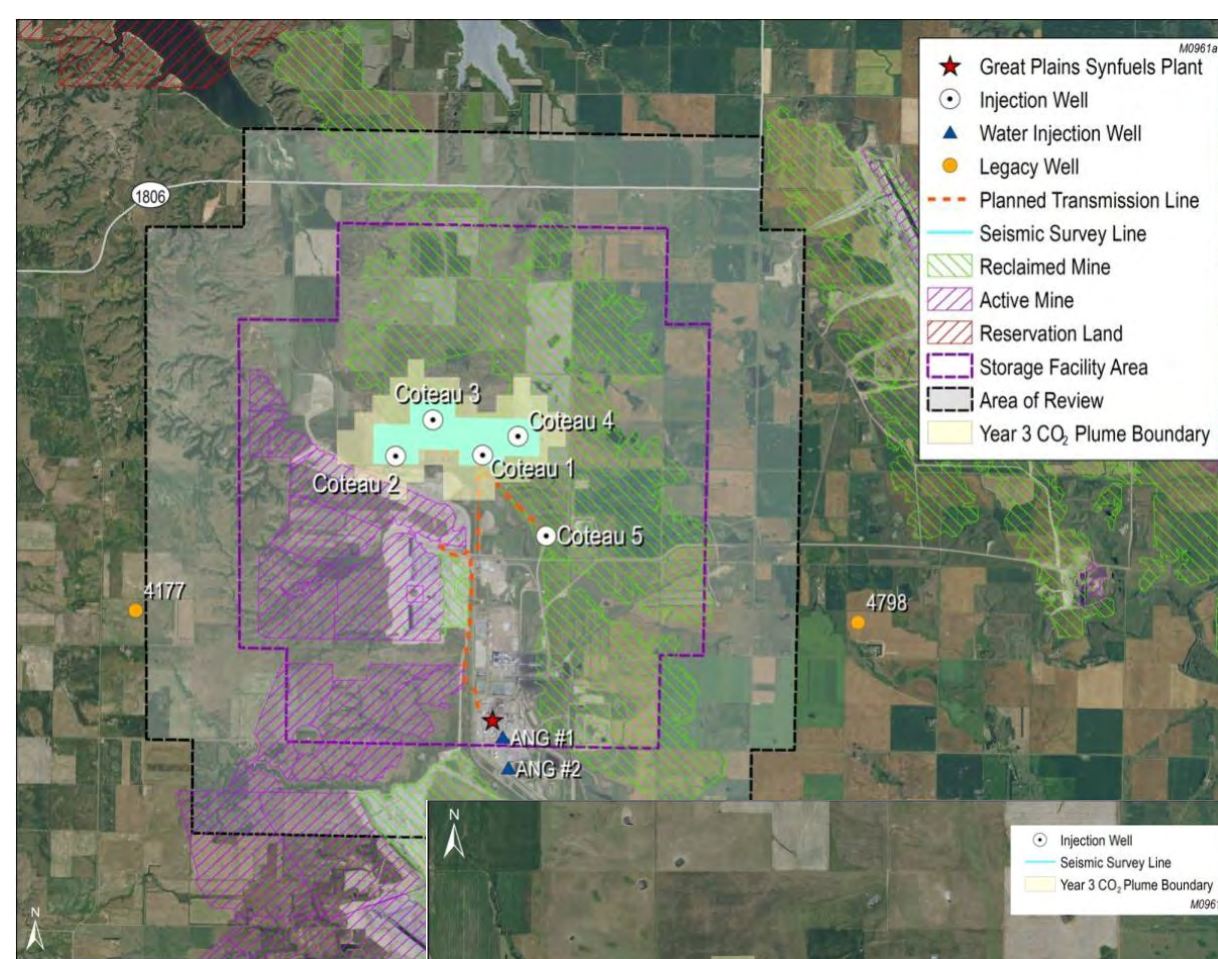 M0961a
Great Plains Synfuels Plant
Injection Well
Water Injection Well
Legacy Well
Planned Transmission Line
Seismic Survey Line
Reclaimed Mine
Active Mine
Reservation Land
Storage Facility Area
Area of Review
Year 3 CO₂ Plume Boundary
1806
Coteau 3
Coteau 4
Coteau 1
Coteau 2
Coteau 5
4177
4798
ANG #1
ANG #2
N
Injection Well
Seismic Survey Line
Year 3 CO₂ Plume Boundary
M0961
N